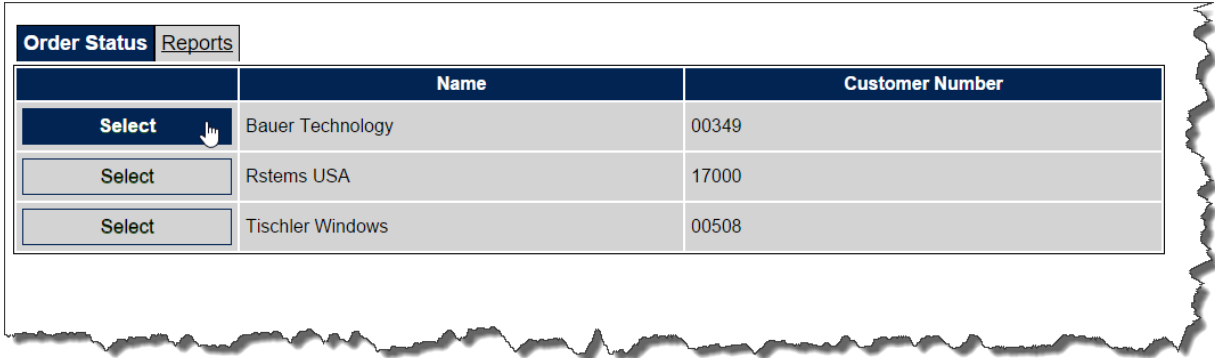 Order Status Reports
Name Customer Number
Select Bauer Technology 00349
Select Rstems USA 17000
Select Tischler Windows 00508